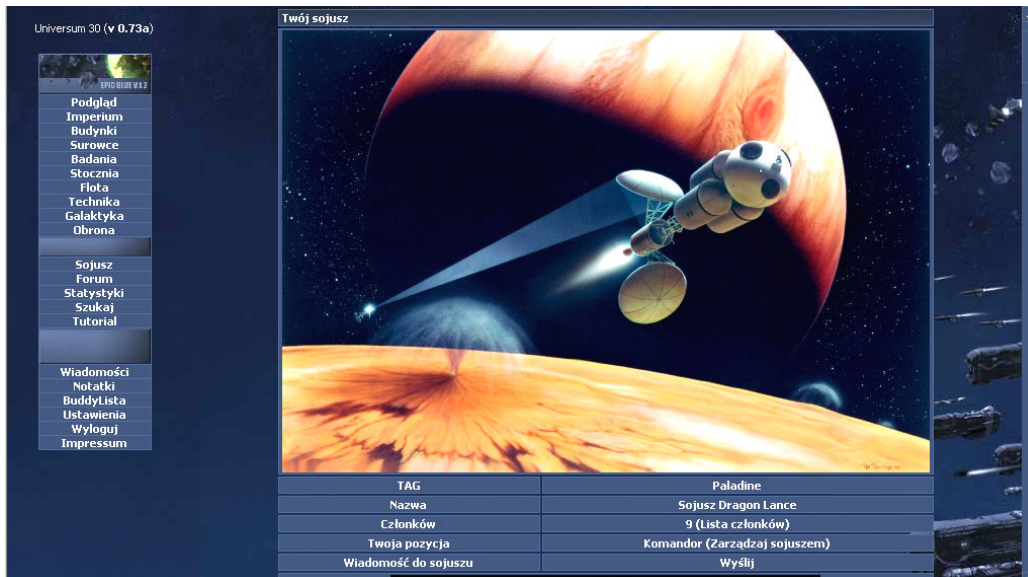 Universum 30 (v 0.73a)
EPIC BLUE V.1.2
Podgląd
Imperium
Budynki
Surowce
Badania
Stocznia
Flota
Technika
Galaktyka
Obrona
Sojusz
Forum
Statystyki
Szukaj
Tutorial
Wiadomości
Notatki
BuddyLista
Ustawienia
Wyloguj
Impressum
Twój sojusz
TAG Paladine
Nazwa Sojusz Dragon Lance
Członków 9 (Lista członków)
Twoja pozycja Komandor (Zarządzaj sojuszem)
Wiadomość do sojuszu Wyślij